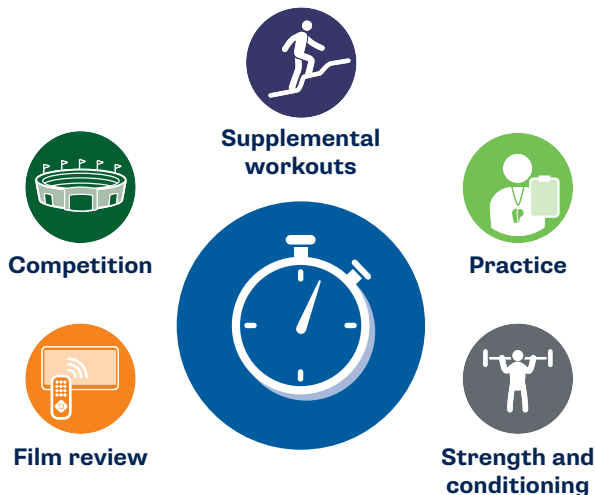 Supplemental
workouts
Competition
Practice
Film review
Strength and
conditioning